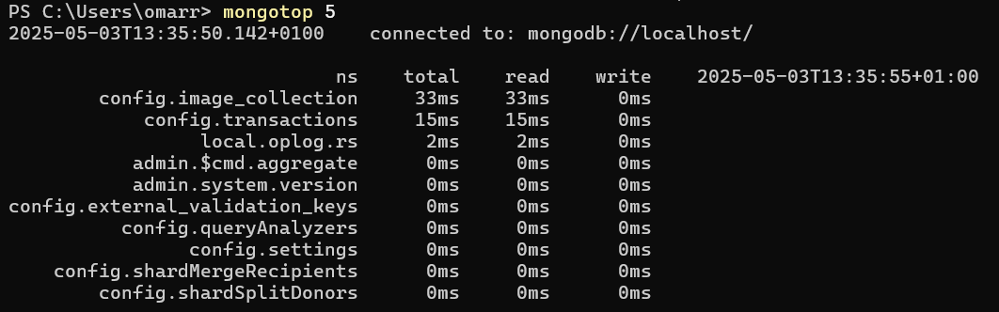 PS C:\Users\omarr> mongotop 5
2025-05-03T13:35:50.142+0100    connected to: mongodb://localhost/
ns    total    read    write    2025-05-03T13:35:55+01:00
config.image_collection    33ms    33ms    0ms
config.transactions    15ms    15ms    0ms
local.oplog.rs    2ms    2ms    0ms
admin.$cmd.aggregate    0ms    0ms    0ms
admin.system.version    0ms    0ms    0ms
config.external_validation_keys    0ms    0ms    0ms
config.queryAnalyzers    0ms    0ms    0ms
config.settings    0ms    0ms    0ms
config.shardMergeRecipients    0ms    0ms    0ms
config.shardSplitDonors    0ms    0ms    0ms